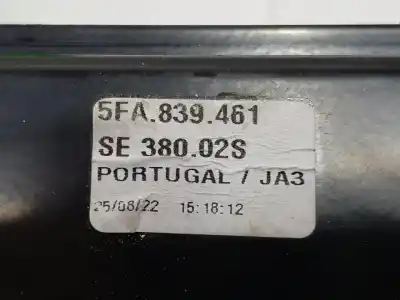 5FA.839.461
SE 380.02S
PORTUGAL / JA3
25/08/22 15:18:12